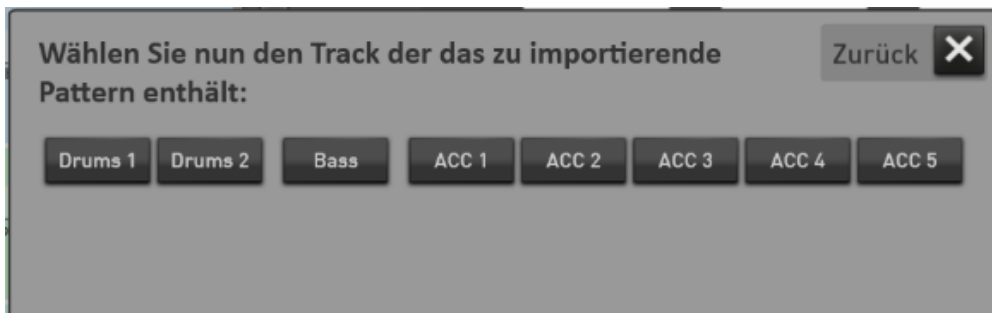 Wählen Sie nun den Track der das zu importierende
Pattern enthält:
Zurück
Drums 1 Drums 2 Bass ACC 1 ACC 2 ACC 3 ACC 4 ACC 5